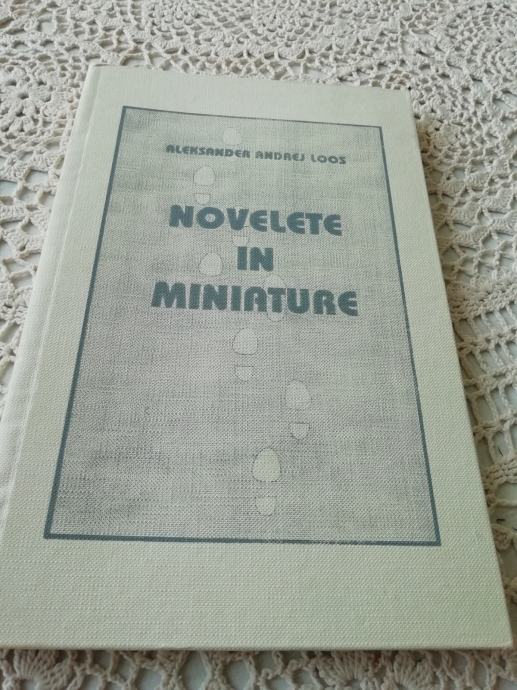 ALEKSANDER ANDREJ LOOS
NOVELETE
IN
MINIATURE